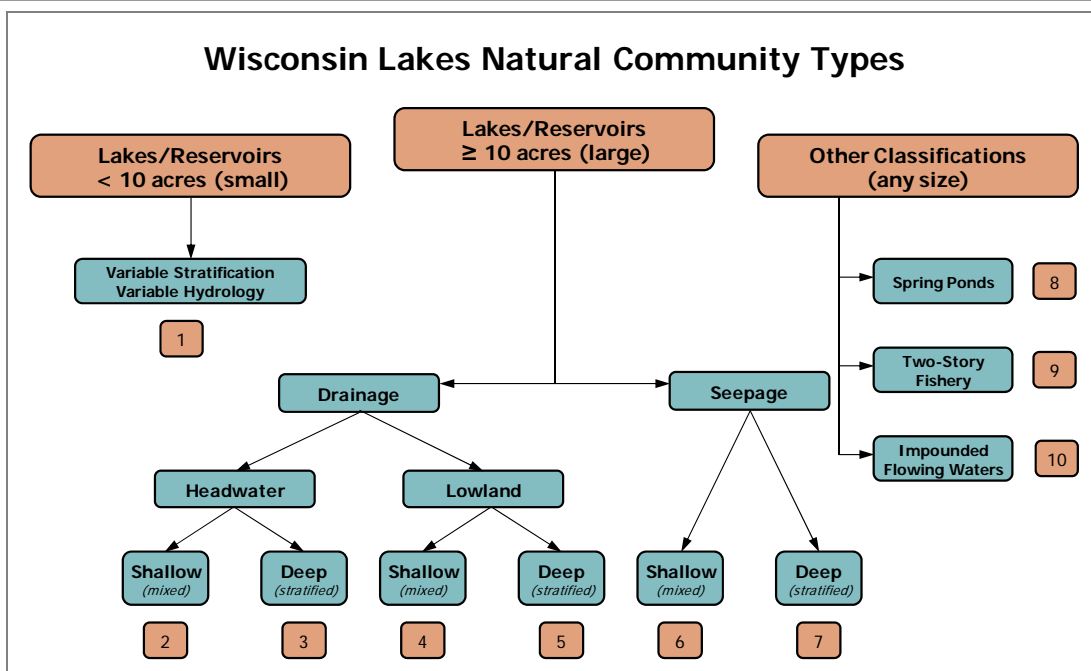 Wisconsin Lakes Natural Community Types
Lakes/Reservoirs
< 10 acres (small)
Lakes/Reservoirs
≥ 10 acres (large)
Other Classifications
(any size)
Variable Stratification
Variable Hydrology
1
Spring Ponds
8
Two-Story
Fishery
9
Impounded
Flowing Waters
10
Drainage
Seepage
Headwater
Lowland
Shallow
(mixed)
Deep
(stratified)
Shallow
(mixed)
Deep
(stratified)
Shallow
(mixed)
Deep
(stratified)
2
3
4
5
6
7